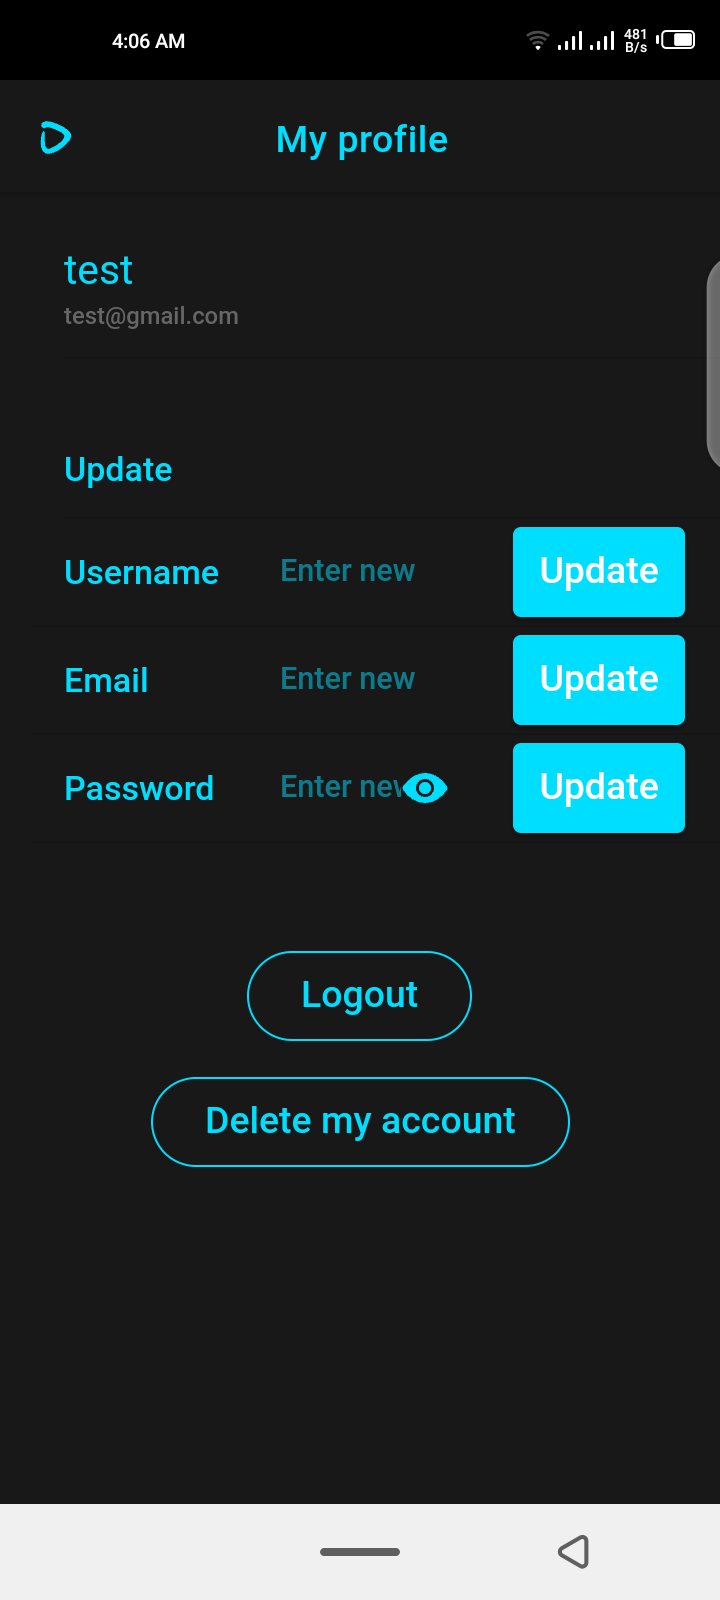 4:06 AM
481
B/s
My profile
test
test@gmail.com
Update
Username Enter new Update
Email Enter new Update
Password Enter new Update
Logout
Delete my account